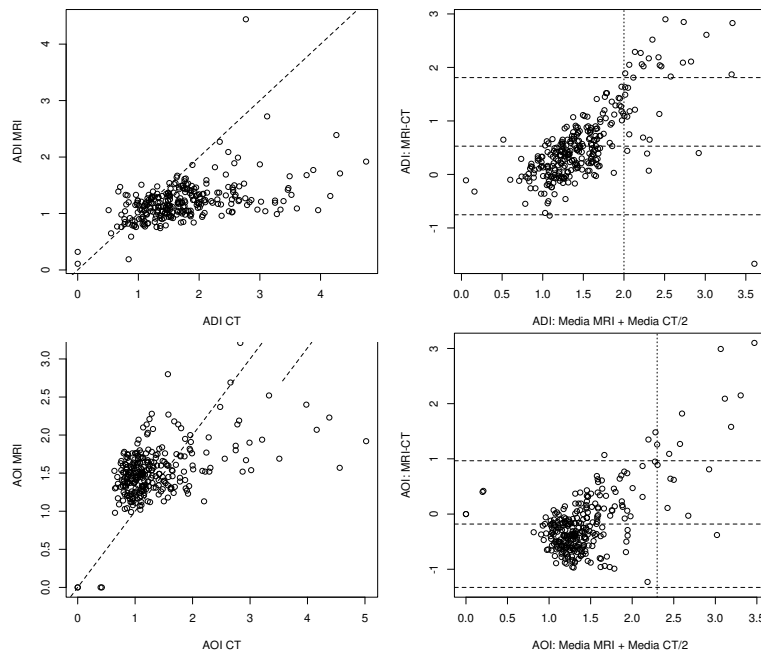 ADI MRI
4
3
2
1
0
0 1 2 3 4
ADI CT
ADI: MRI-CT
3
2
1
0
-1
0.0 0.5 1.0 1.5 2.0 2.5 3.0 3.5
ADI: Media MRI + Media CT/2
AOI MRI
3.0
2.5
2.0
1.5
1.0
0.5
0.0
0 1 2 3 4 5
AOI CT
AOI: MRI-CT
3
2
1
0
-1
0.0 0.5 1.0 1.5 2.0 2.5 3.0 3.5
AOI: Media MRI + Media CT/2